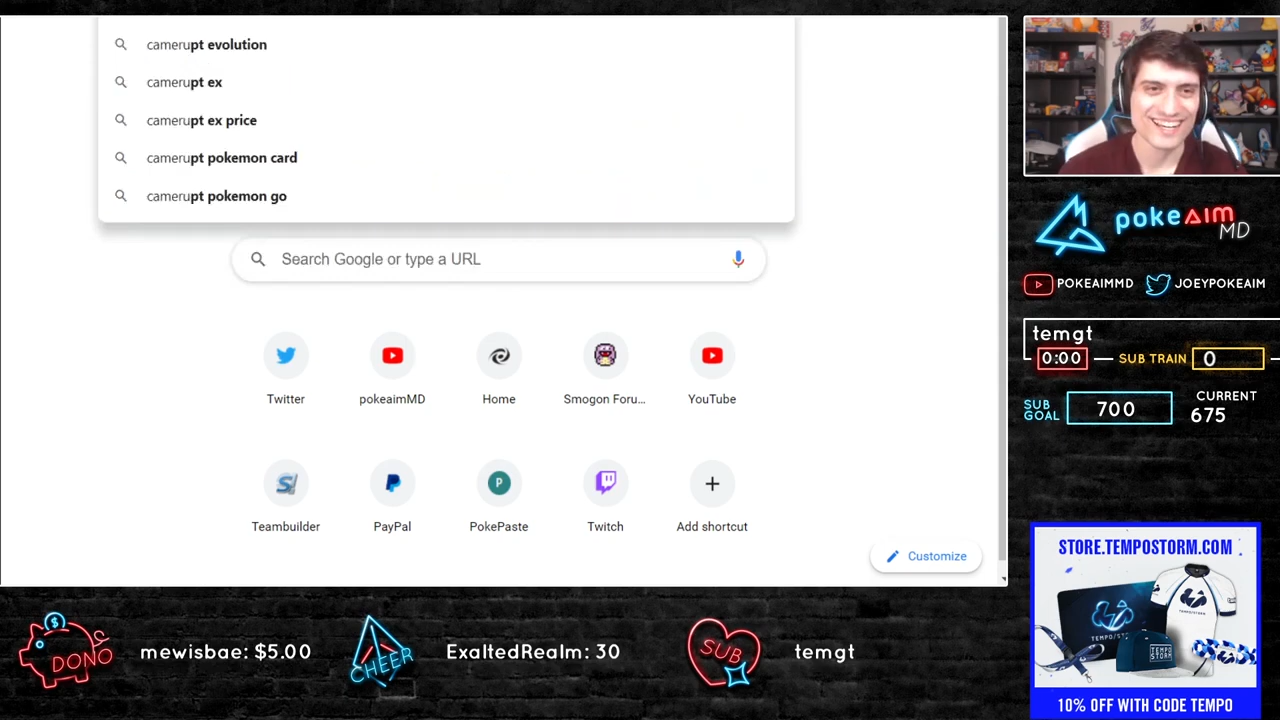 camerupt evolution
camerupt ex
camerupt ex price
camerupt pokemon card
camerupt pokemon go
Search Google or type a URL
Twitter
pokeaimMD
Home
Smogon Foru...
YouTube
Teambuilder
P
PayPal
PokePaste
Twitch
Add shortcut
Customize
pokeAIM
MD
POKEAIMMD
JOEYPOKEAIM
temgt
0:00
SUB TRAIN
0
SUB GOAL
700
CURRENT
675
STORE.TEMPOSTORM.COM
TEMPO STORM
10% OFF WITH CODE TEMPO
$
DONO
mewisbae: $5.00
CHEER
ExaltedRealm: 30
SUB
temgt